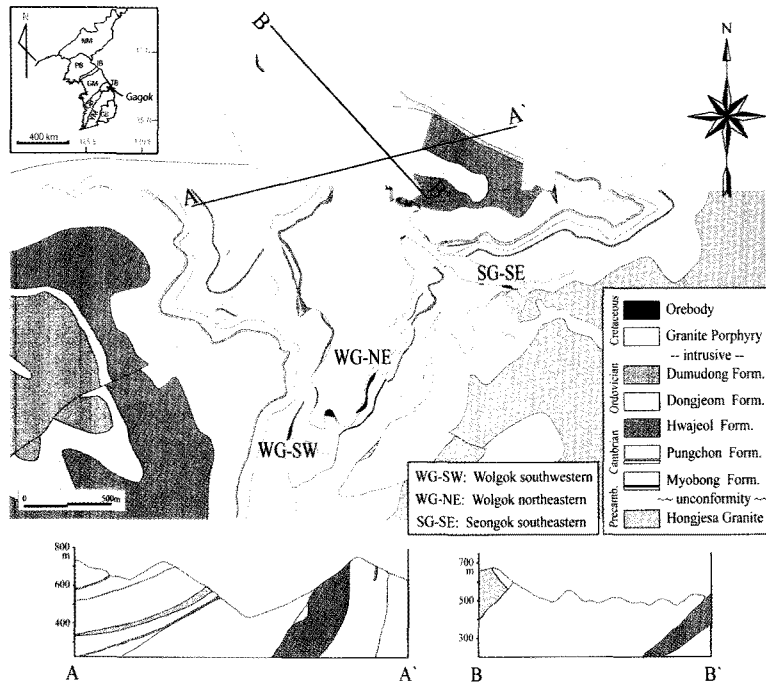 N
NM
PB
IB
GM
TB
Gagok
400 km
B
A`
A
N
SG-SE
WG-NE
WG-SW
0 500m
WG-SW: Wolgok southwestern
WG-NE: Wolgok northeastern
SG-SE: Seongok southeastern
Cretaceous
Ordovician
Cambrian
Precamb.
Orebody
Granite Porphyry
-- intrusive --
Dumudong Form.
Dongjeom Form.
Hwajeol Form.
Pungchon Form.
Myobong Form.
~~ unconformity ~~
Hongjesa Granite
800
m
600
400
A
A`
700
m
500
300
B
B`